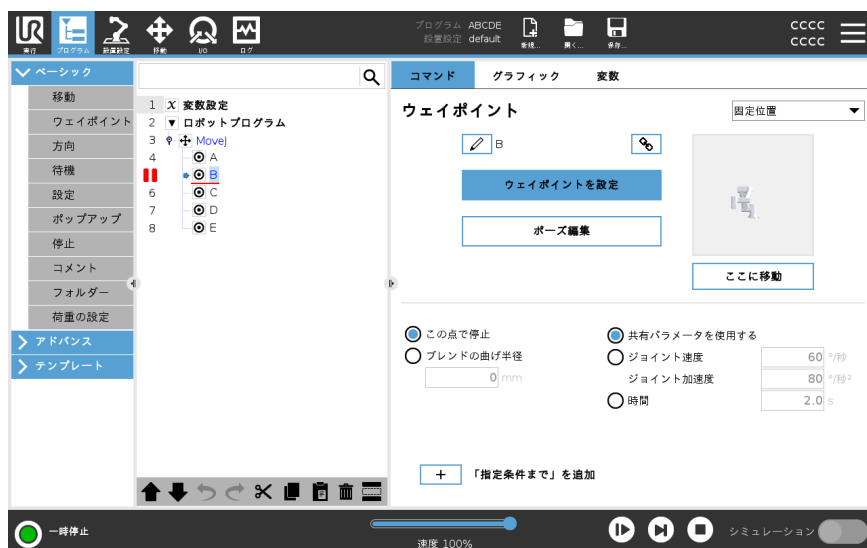 UR
実行
プログラム
設置設定
移動
I/O
ログ
プログラム ABCDE
設置設定 default
新規...
開く...
保存...
CCCC
CCCC
ベーシック
移動
ウェイポイント
方向
待機
設定
ポップアップ
停止
コメント
フォルダー
荷重の設定
アドバンス
テンプレート
1 X 変数設定
2 ▼ ロボットプログラム
3 MoveJ
4 A
B
6 C
7 D
8 E
コマンド グラフィック 変数
ウェイポイント
固定位置
B
ウェイポイントを設定
ポーズ編集
ここに移動
この点で停止
ブレンドの曲げ半径
0 mm
共有パラメータを使用する
ジョイント速度 60 °/秒
ジョイント加速度 80 °/秒²
時間 2.0 s
+ 「指定条件まで」を追加
一時停止
速度 100%
シミュレーション